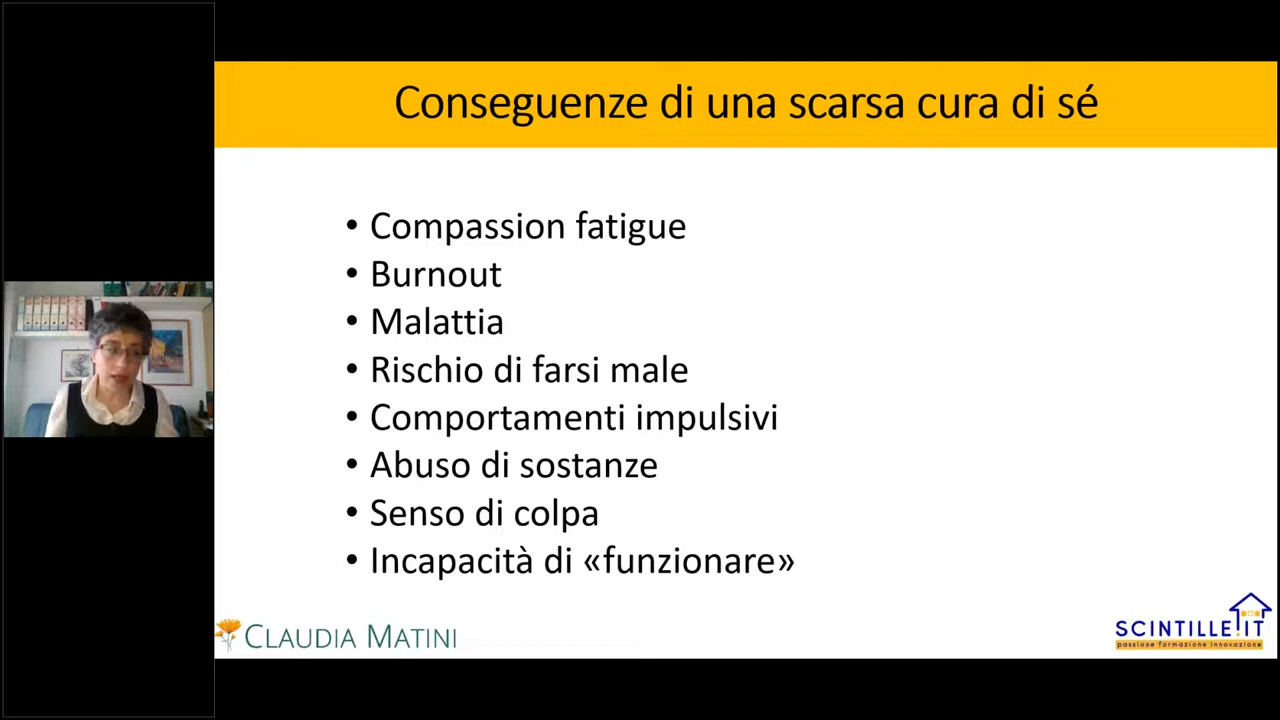 Conseguenze di una scarsa cura di sé
• Compassion fatigue
• Burnout
• Malattia
• Rischio di farsi male
• Comportamenti impulsivi
• Abuso di sostanze
• Senso di colpa
• Incapacità di «funzionare»
CLAUDIA MATINI
SCINTILLE.IT
passione formazione innovazione